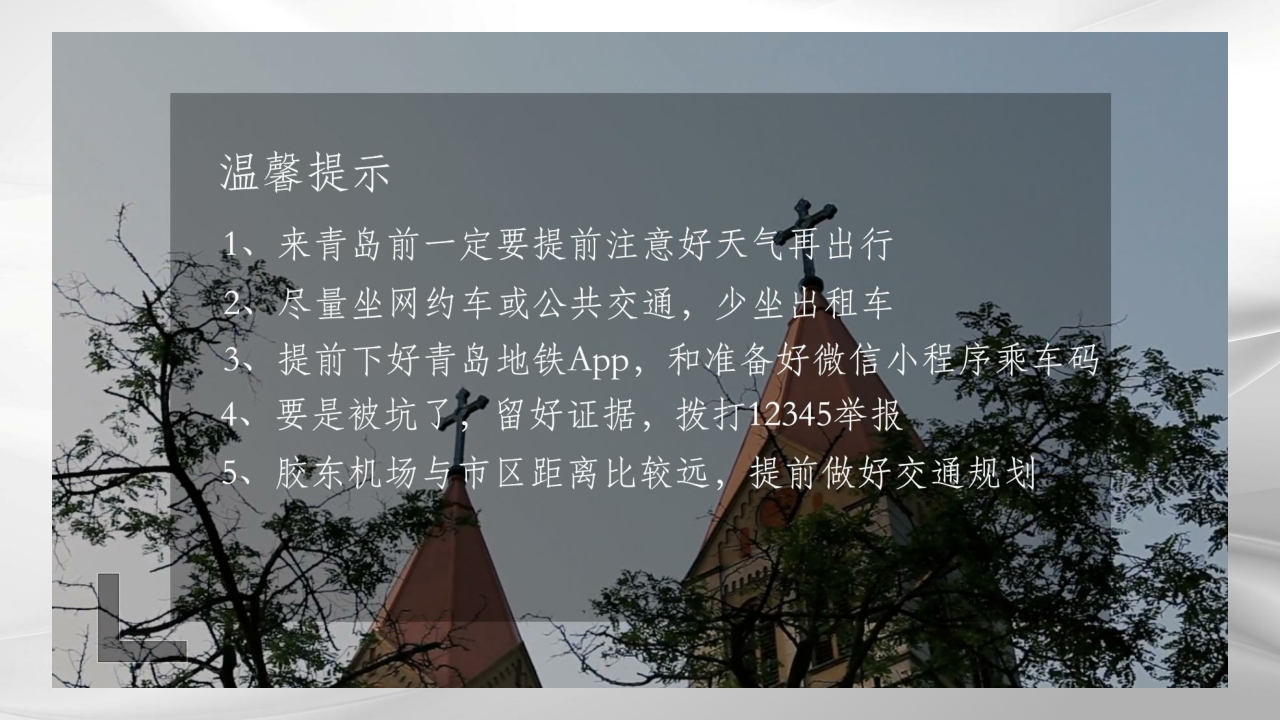 温馨提示
1、来青岛前一定要提前注意好天气再出行
2、尽量坐网约车或公共交通，少坐出租车
3、提前下好青岛地铁App，和准备好微信小程序乘车码
4、要是被坑了，留好证据，拨打12345举报
5、胶东机场与市区距离比较远，提前做好交通规划